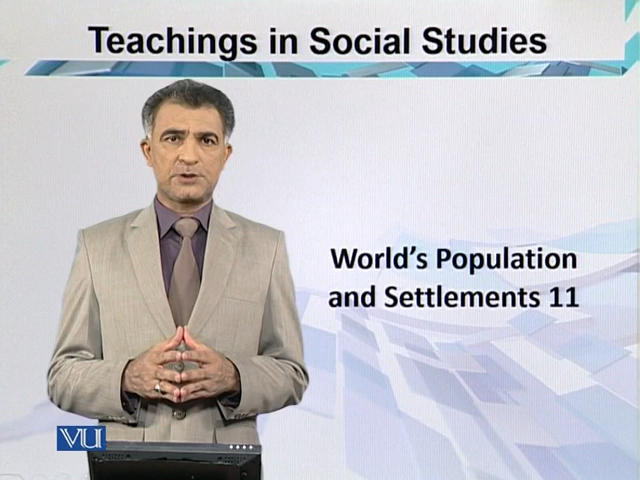 Teachings in Social Studies
World's Population
and Settlements 11
VU